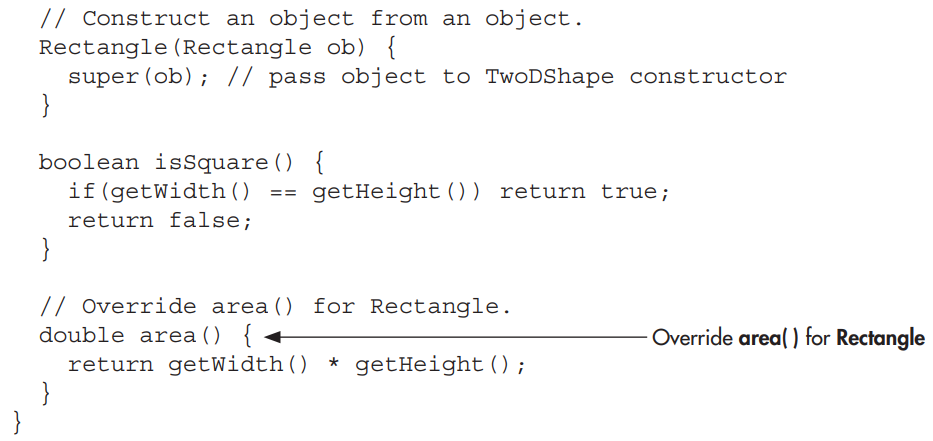 // Construct an object from an object.
Rectangle(Rectangle ob) {
super(ob); // pass object to TwoDShape constructor
}
boolean isSquare() {
if(getWidth() == getHeight()) return true;
return false;
}
// Override area() for Rectangle.
double area() {
Override area( ) for Rectangle
return getWidth() * getHeight();
}
}